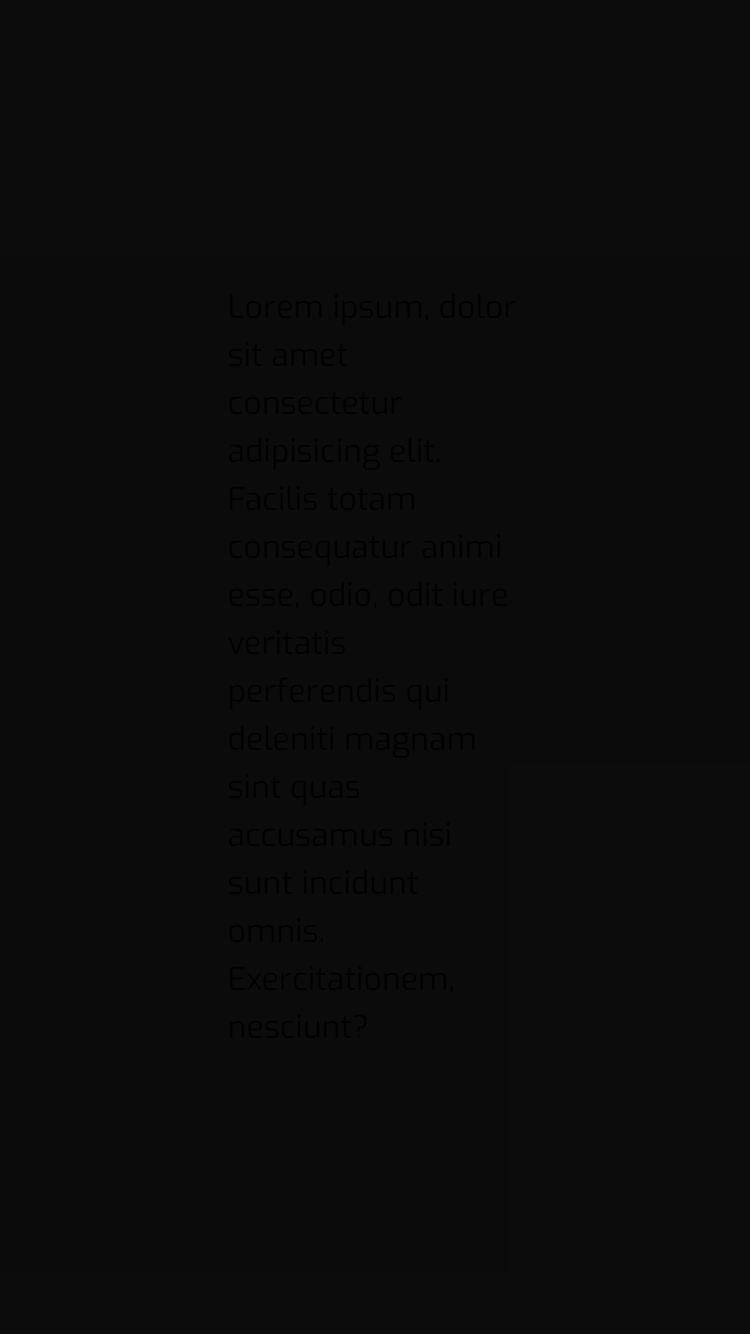 Lorem ipsum, dolor
sit amet
consectetur
adipisicing elit.
Facilis totam
consequatur animi
esse, odio, odit iure
veritatis
perferendis qui
deleniti magnam
sint quas
accusamus nisi
sunt incidunt
omnis.
Exercitationem,
nesciunt?